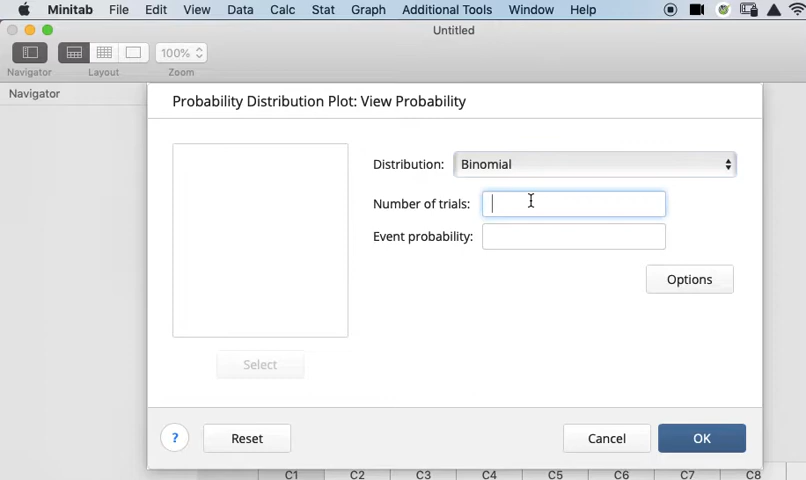 Minitab File Edit View Data Calc Stat Graph Additional Tools Window Help
Untitled
100%
Navigator Layout Zoom
Navigator
Probability Distribution Plot: View Probability
Distribution: Binomial
Number of trials:
Event probability:
Options
Select
? Reset Cancel OK
C1 C2 C3 C4 C5 C6 C7 C8